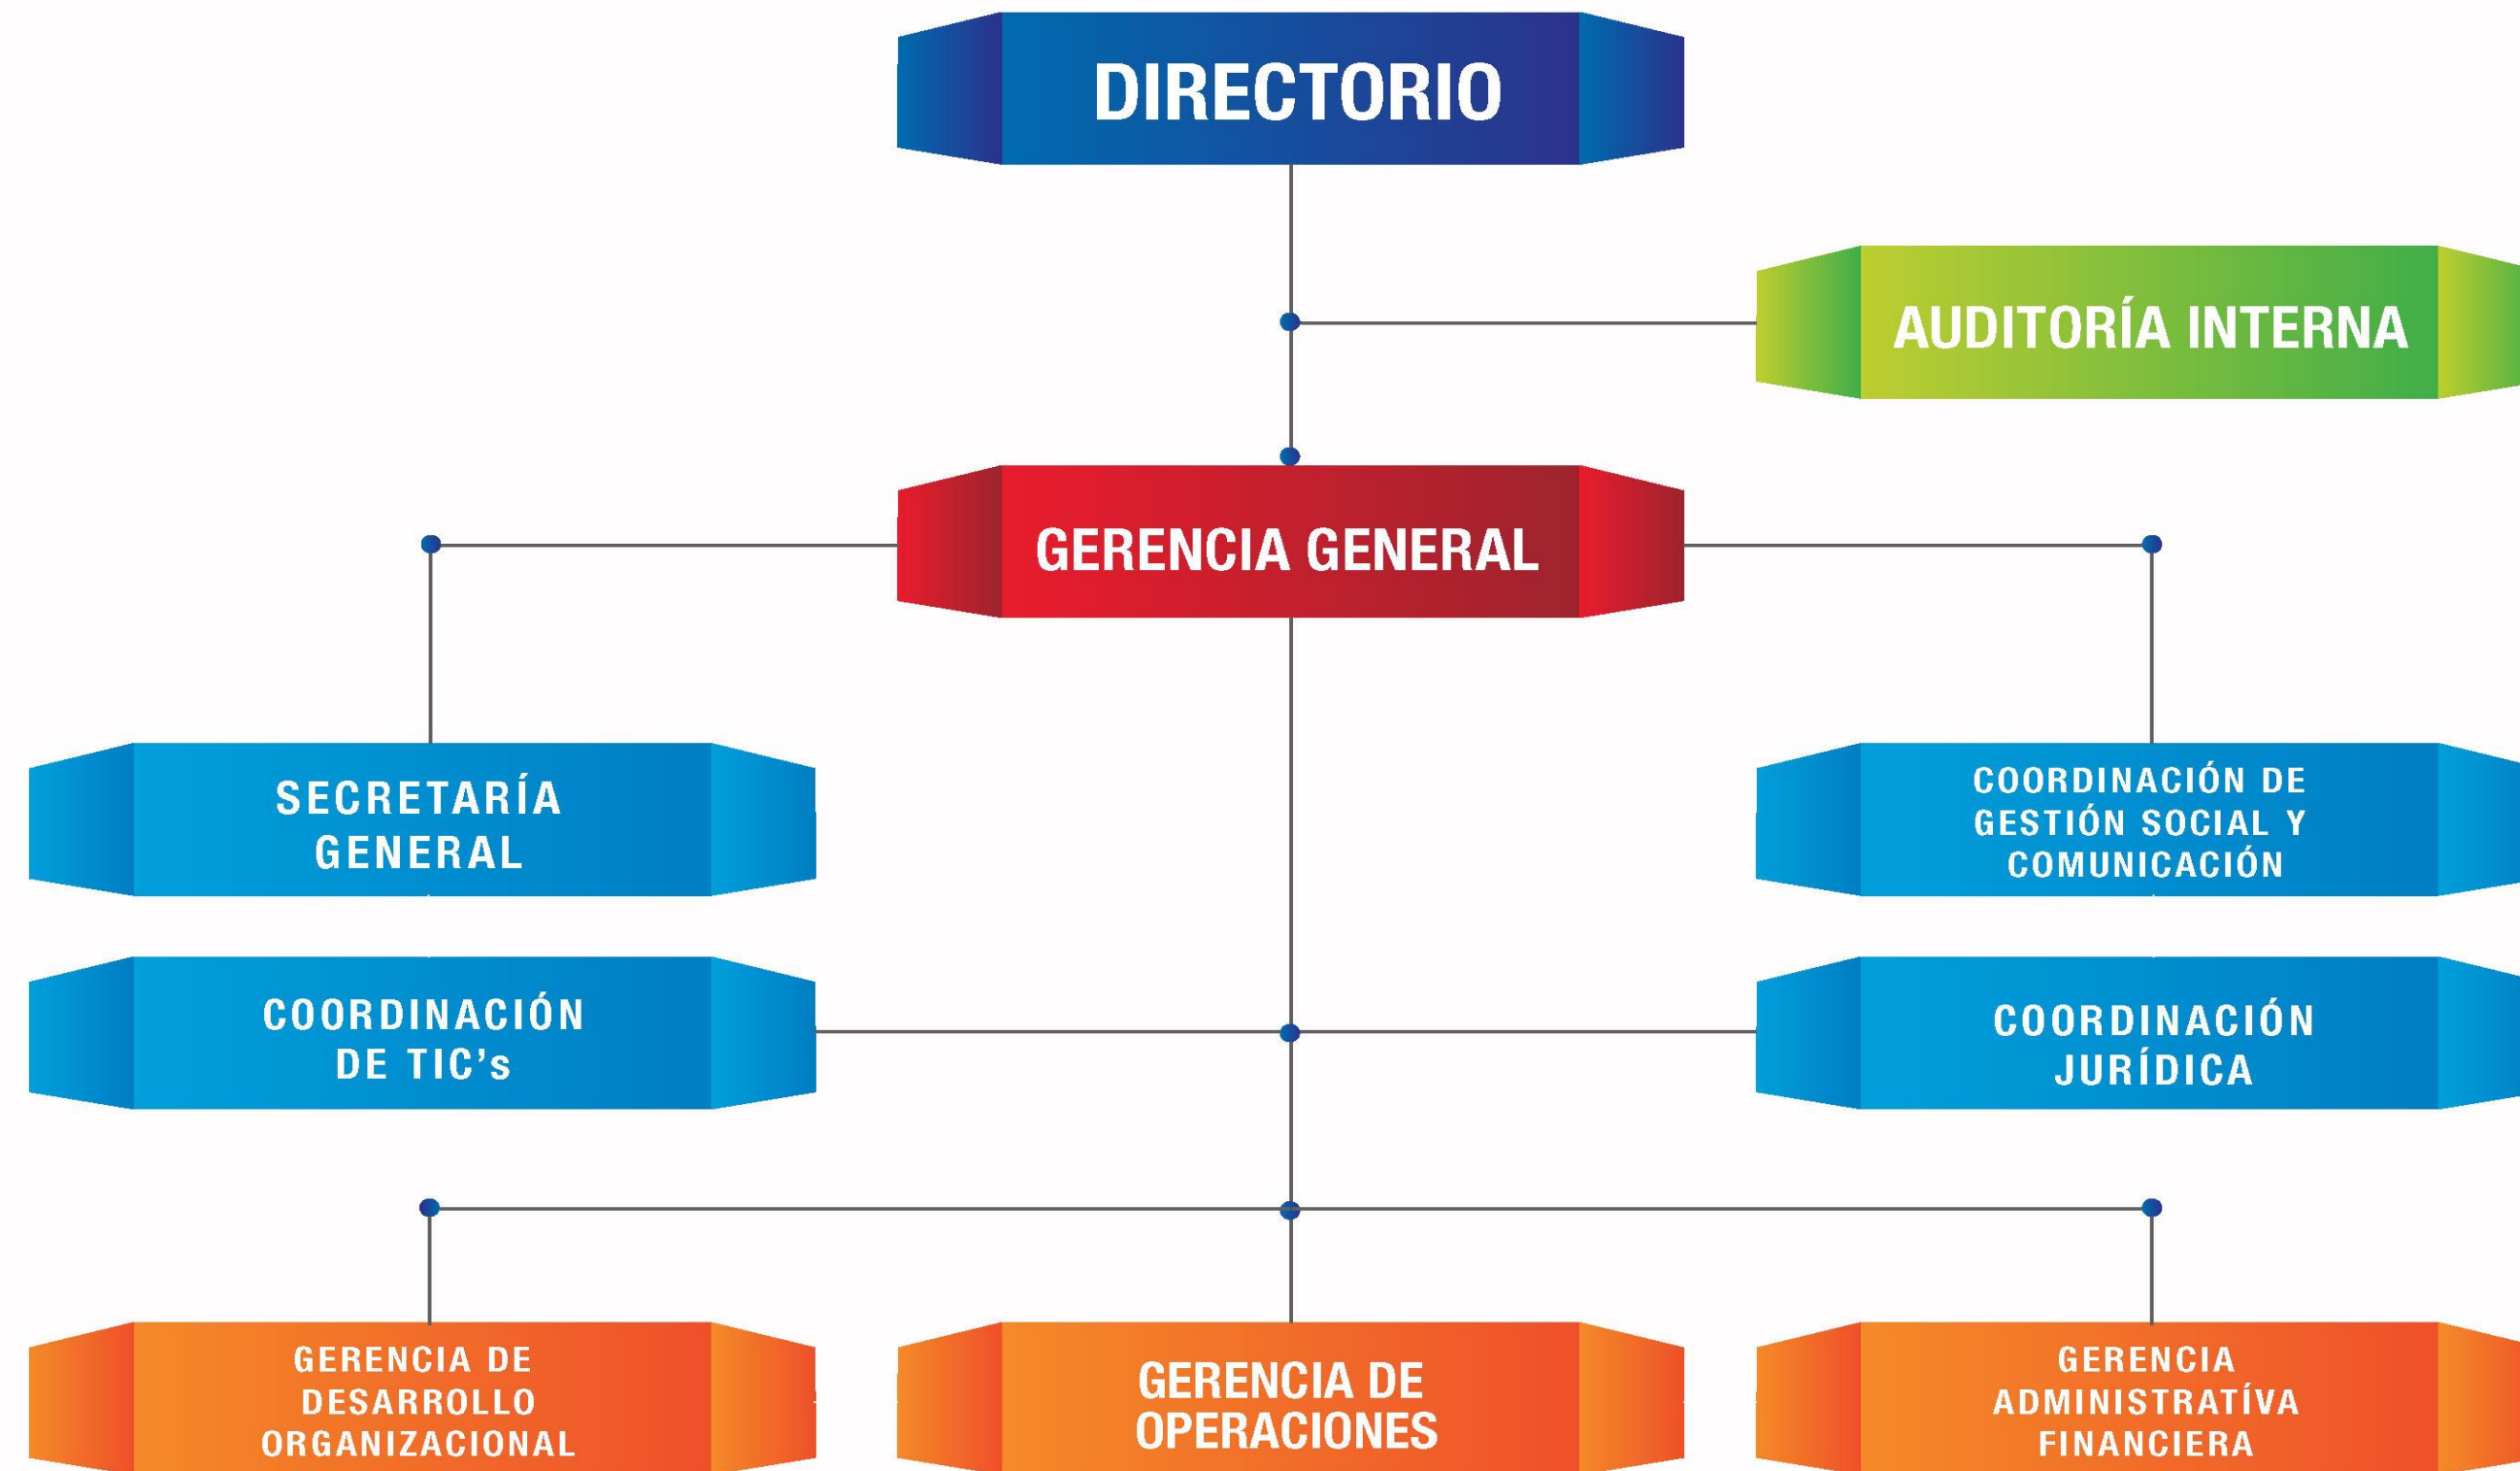 DIRECTORIO
AUDITORÍA INTERNA
GERENCIA GENERAL
SECRETARÍA
GENERAL
COORDINACIÓN DE
GESTIÓN SOCIAL Y
COMUNICACIÓN
COORDINACIÓN
DE TIC’s
COORDINACIÓN
JURÍDICA
GERENCIA DE
DESARROLLO
ORGANIZACIONAL
GERENCIA DE
OPERACIONES
GERENCIA
ADMINISTRATÍVA
FINANCIERA